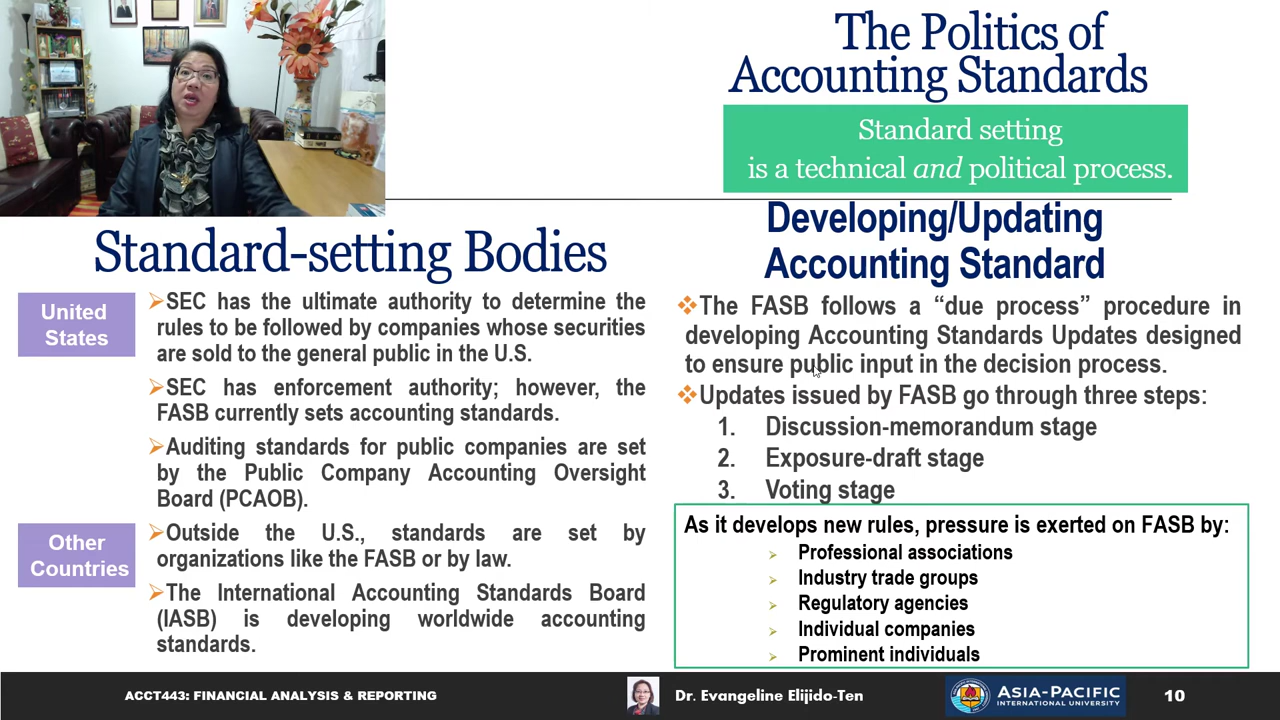 The Politics of
Accounting Standards
Standard setting
is a technical and political process.
Standard-setting Bodies
United
States
➢SEC has the ultimate authority to determine the
rules to be followed by companies whose securities
are sold to the general public in the U.S.
➢SEC has enforcement authority; however, the
FASB currently sets accounting standards.
➢Auditing standards for public companies are set
by the Public Company Accounting Oversight
Board (PCAOB).
Other
Countries
➢Outside the U.S., standards are set by
organizations like the FASB or by law.
➢The International Accounting Standards Board
(IASB) is developing worldwide accounting
standards.
Developing/Updating
Accounting Standard
❖The FASB follows a “due process” procedure in
developing Accounting Standards Updates designed
to ensure public input in the decision process.
❖Updates issued by FASB go through three steps:
1. Discussion-memorandum stage
2. Exposure-draft stage
3. Voting stage
As it develops new rules, pressure is exerted on FASB by:
➢ Professional associations
➢ Industry trade groups
➢ Regulatory agencies
➢ Individual companies
➢ Prominent individuals
ACCT443: FINANCIAL ANALYSIS & REPORTING
Dr. Evangeline Elijido-Ten
ASIA-PACIFIC
INTERNATIONAL UNIVERSITY
10